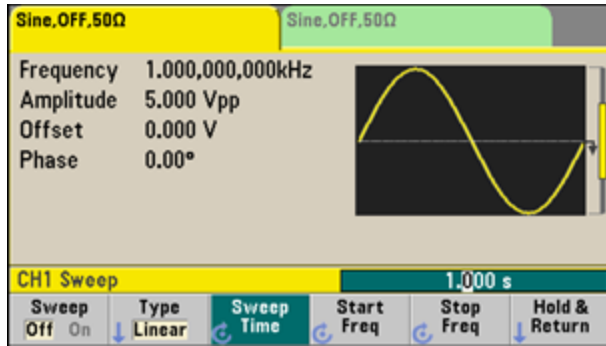 Sine,OFF,50Ω Sine,OFF,50Ω
Frequency 1.000,000,000kHz
Amplitude 5.000 Vpp
Offset 0.000 V
Phase 0.00°
CH1 Sweep 1.000 s
Sweep Type Sweep Start Stop Hold &
Off On Linear Time Freq Freq Return